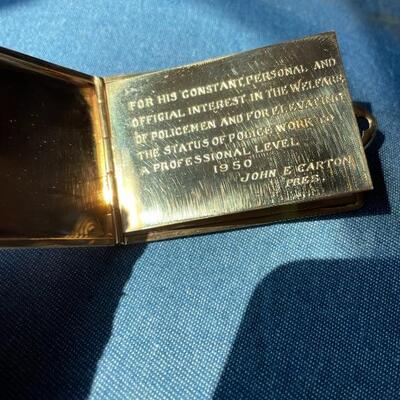 FOR HIS CONSTANT, PERSONAL AND
OFFICIAL INTEREST IN THE WELFARE
OF POLICEMEN AND FOR ELEVATING
THE STATUS OF POLICE WORK TO
A PROFESSIONAL LEVEL
1950
JOHN E CARTON
PRES.